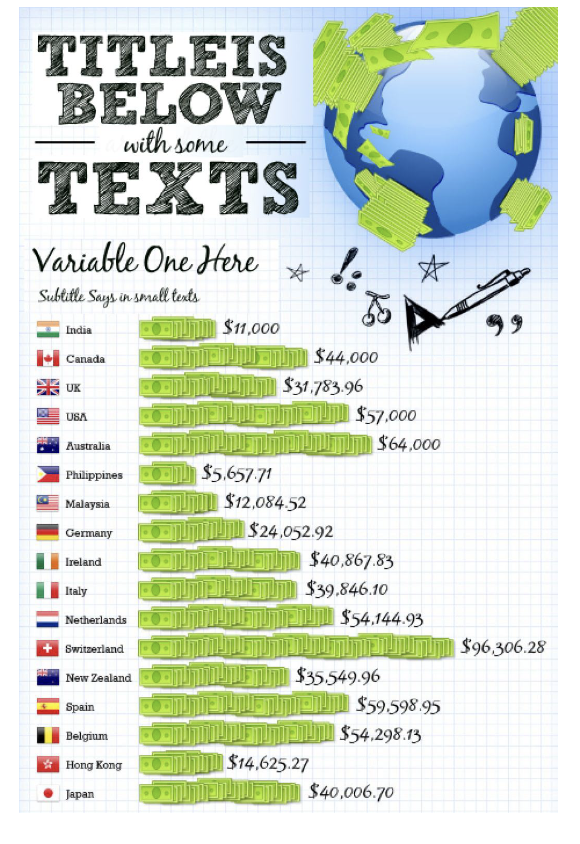 TITLEIS
BELOW
with some
TEXTS
Variable One Here
Subtitle Says in small texts
India $11,000
Canada $44,000
UK $31,783.96
USA $57,000
Australia $64,000
Philippines $5,657.71
Malaysia $12,084.52
Germany $24,052.92
Ireland $40,867.83
Italy $39,846.10
Netherlands $54,144.93
Switzerland $96,306.28
New Zealand $35,549.96
Spain $59,598.95
Belgium $54,298.13
Hong Kong $14,625.27
Japan $40,006.70